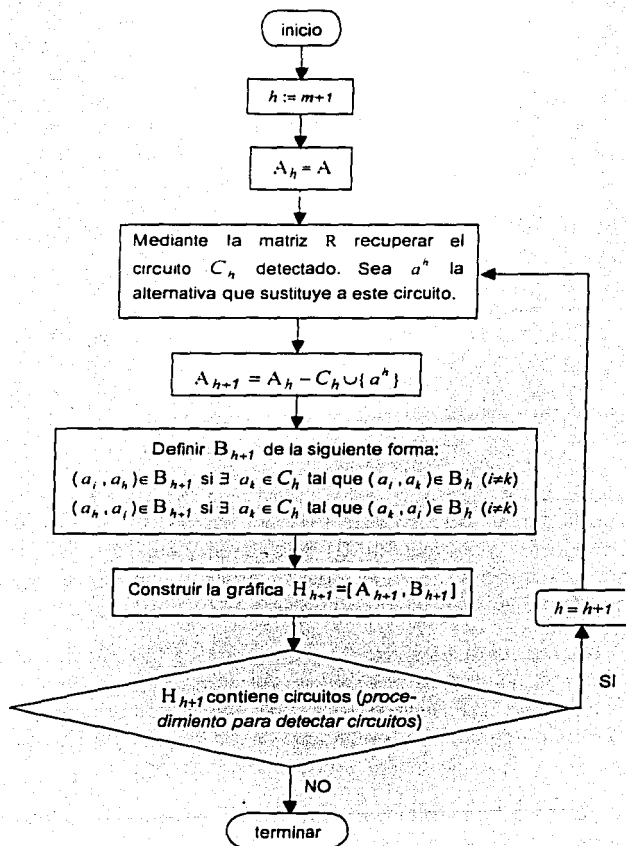 inicio
h := m+1
A_h = A
Mediante la matriz R recuperar el
circuito C_h detectado. Sea a^h la
alternativa que sustituye a este circuito.
A_{h+1} = A_h − C_h ∪{ a^h }
Definir B_{h+1} de la siguiente forma:
(a_i , a_h)∈ B_{h+1} si ∃ a_k ∈ C_h tal que (a_i , a_k)∈ B_h (i≠k)
(a_h , a_i)∈ B_{h+1} si ∃ a_k ∈ C_h tal que (a_k , a_i)∈ B_h (i≠k)
Construir la gráfica H_{h+1}=[A_{h+1} , B_{h+1}]
h = h+1
H_{h+1} contiene circuitos (proce-
dimiento para detectar circuitos)
SI
NO
terminar